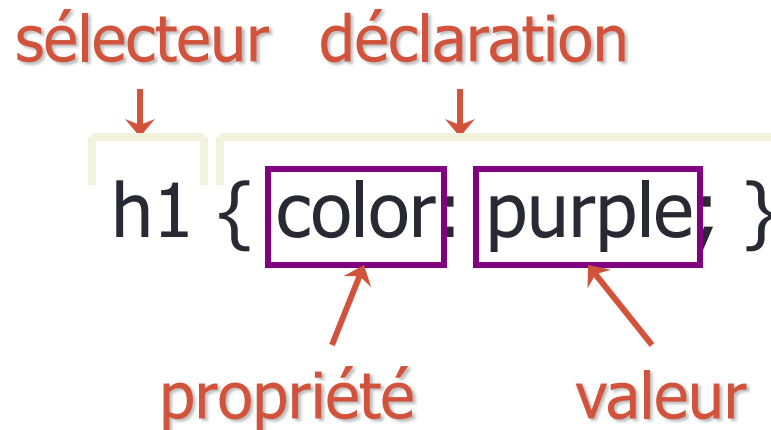 sélecteur déclaration
h1 { color: purple; }
propriété valeur